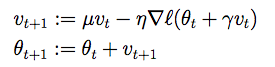 v_{t+1} := μv_t − η∇ℓ(θ_t + γv_t)
θ_{t+1} := θ_t + v_{t+1}